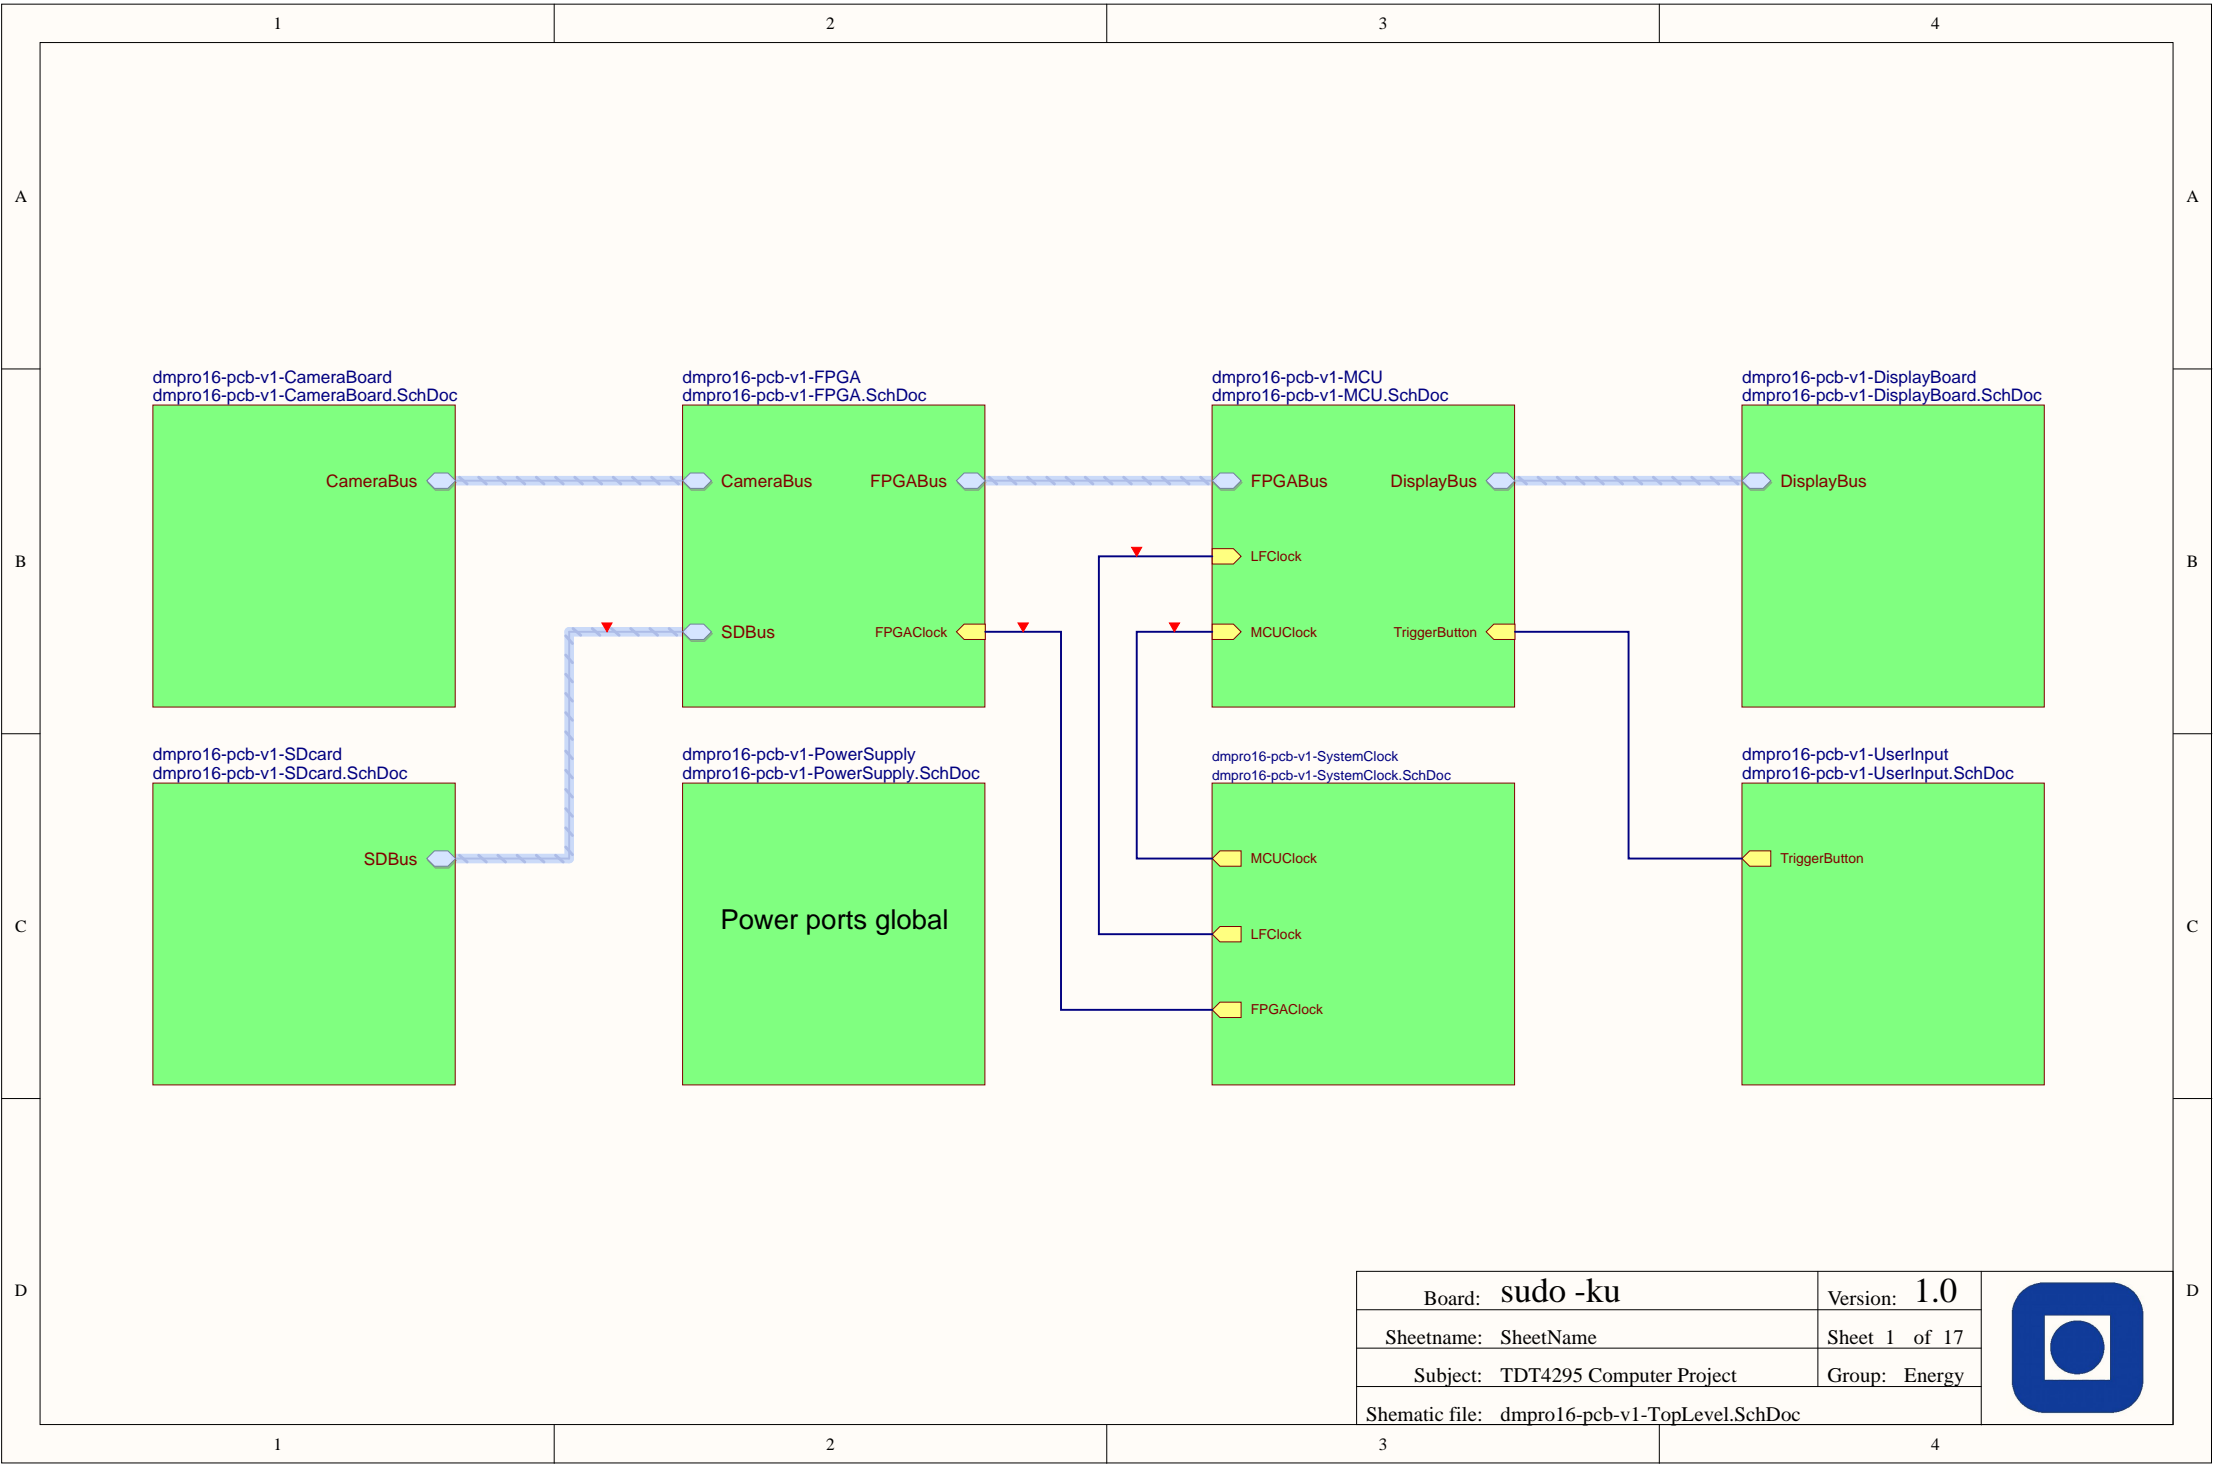 1 2 3 4
A A
dmpro16-pcb-v1-CameraBoard
dmpro16-pcb-v1-CameraBoard.SchDoc
CameraBus
dmpro16-pcb-v1-FPGA
dmpro16-pcb-v1-FPGA.SchDoc
CameraBus FPGABus
SDBus FPGAClock
dmpro16-pcb-v1-MCU
dmpro16-pcb-v1-MCU.SchDoc
FPGABus DisplayBus
LFClock
MCUClock TriggerButton
dmpro16-pcb-v1-DisplayBoard
dmpro16-pcb-v1-DisplayBoard.SchDoc
DisplayBus
B B
dmpro16-pcb-v1-SDcard
dmpro16-pcb-v1-SDcard.SchDoc
SDBus
dmpro16-pcb-v1-PowerSupply
dmpro16-pcb-v1-PowerSupply.SchDoc
Power ports global
dmpro16-pcb-v1-SystemClock
dmpro16-pcb-v1-SystemClock.SchDoc
MCUClock
LFClock
FPGAClock
dmpro16-pcb-v1-UserInput
dmpro16-pcb-v1-UserInput.SchDoc
TriggerButton
C C
D D
Board: sudo -ku Version: 1.0
Sheetname: SheetName Sheet 1 of 17
Subject: TDT4295 Computer Project Group: Energy
Shematic file: dmpro16-pcb-v1-TopLevel.SchDoc
1 2 3 4